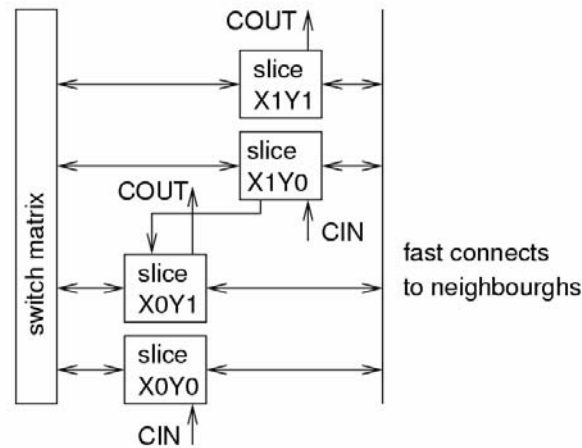 COUT
slice
X1Y1
slice
X1Y0
COUT
CIN
switch matrix
fast connects
to neighbourghs
slice
X0Y1
slice
X0Y0
CIN